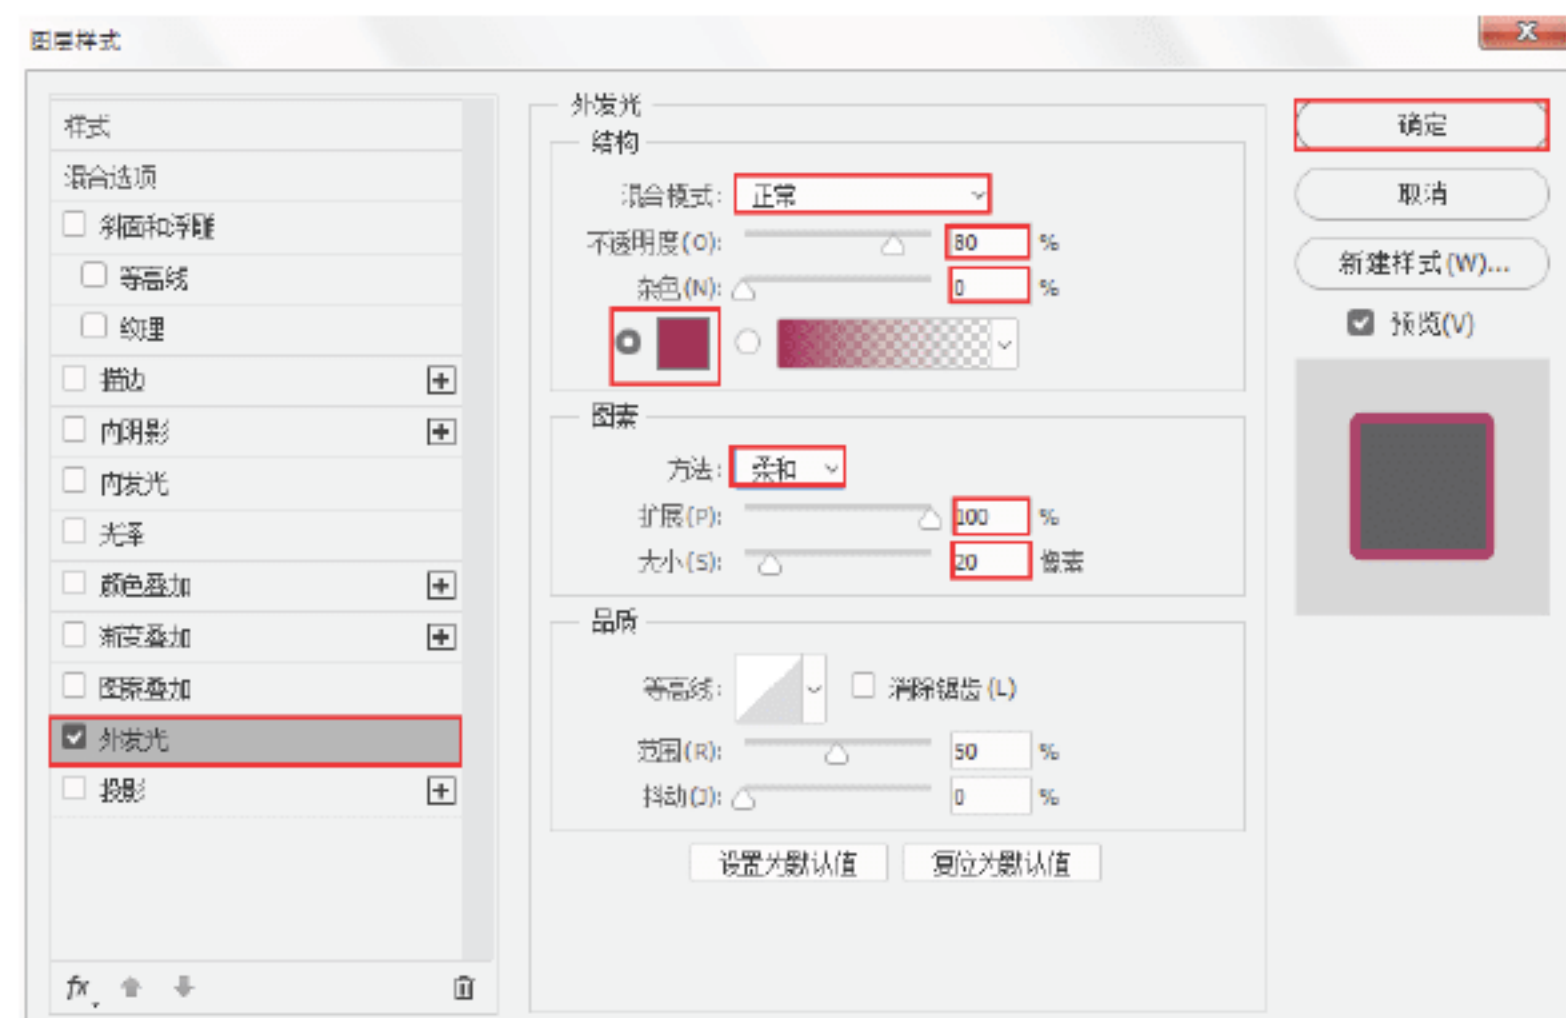 图层样式
样式
混合选项
斜面和浮雕
等高线
纹理
描边
内阴影
内发光
光泽
颜色叠加
渐变叠加
图案叠加
外发光
投影
fx
外发光
结构
混合模式: 正常
不透明度(O): 80 %
杂色(N): 0 %
图素
方法: 柔和
扩展(P): 100 %
大小(S): 20 像素
品质
等高线: 消除锯齿(L)
范围(R): 50 %
抖动(J): 0 %
设置为默认值 复位为默认值
确定
取消
新建样式(W)...
预览(V)